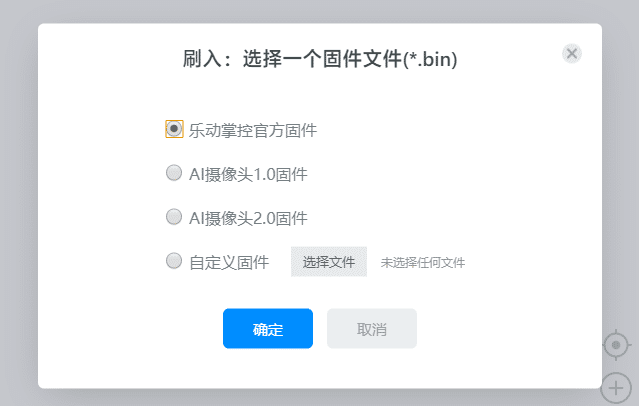 刷入：选择一个固件文件(*.bin)
乐动掌控官方固件
AI摄像头1.0固件
AI摄像头2.0固件
自定义固件 选择文件 未选择任何文件
确定 取消